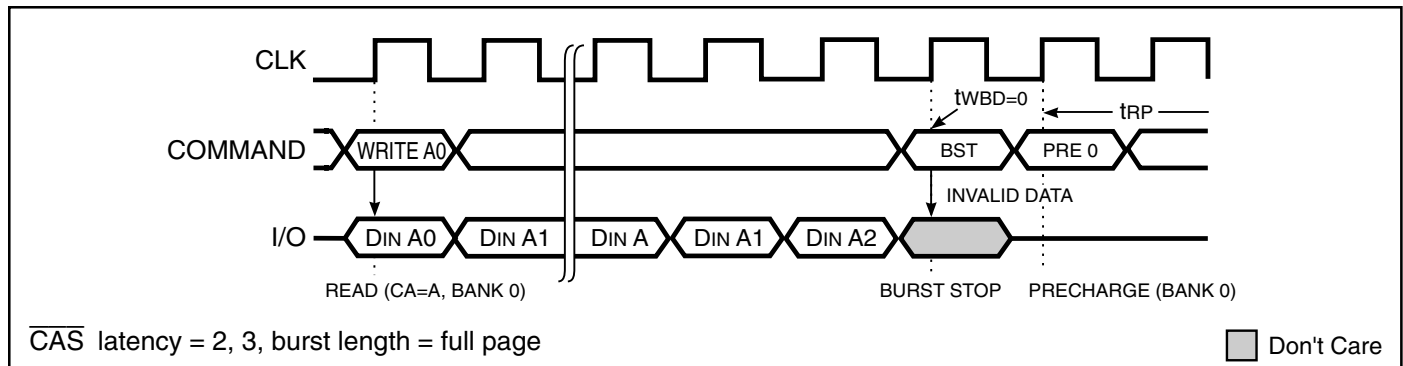 CLK
tWBD=0
tRP
COMMAND WRITE A0 BST PRE 0
INVALID DATA
I/O DIN A0 DIN A1 DIN A DIN A1 DIN A2
READ (CA=A, BANK 0) BURST STOP PRECHARGE (BANK 0)
CAS latency = 2, 3, burst length = full page
Don't Care